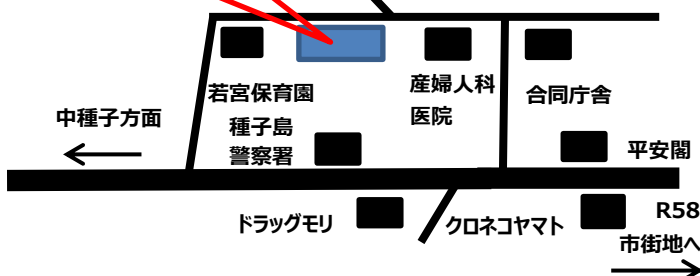 若宮保育園
産婦人科
医院
合同庁舎
中種子方面
種子島
警察署
平安閣
ドラッグモリ
クロネコヤマト
R58
市街地へ